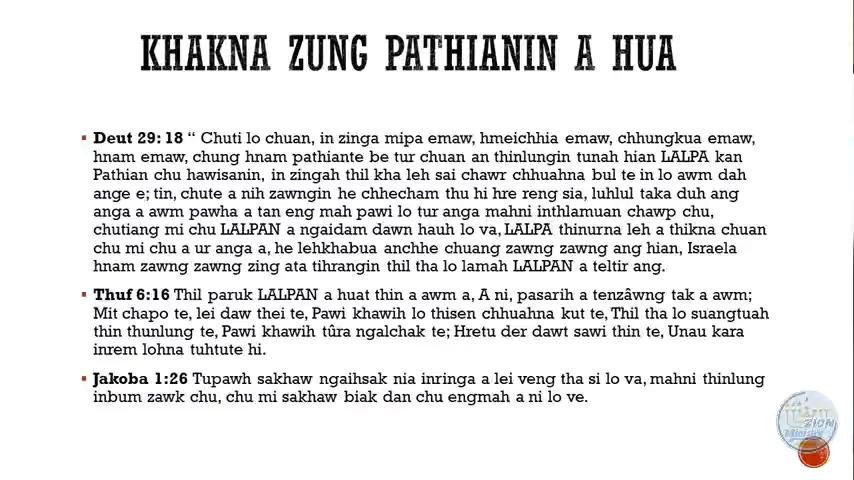 KHAKNA ZUNG PATHIANIN A HUA
Deut 29: 18 “ Chuti lo chuan, in zinga mipa emaw, hmeichhia emaw, chhungkua emaw,
hnam emaw, chung hnam pathiante be tur chuan an thinlungin tunah hian LALPA kan
Pathian chu hawisanin, in zingah thil kha leh sai chawr chhuahna bul te in lo awm dah
ange e; tin, chute a nih zawngin he chhecham thu hi hre reng sia, luhlul taka duh ang
anga a awm pawha a tan eng mah pawi lo tur anga mahni inthlamuan chawp chu,
chutiang mi chu LALPAN a ngaidam dawn hauh lo va, LALPA thinurna leh a thikna chuan
chu mi chu a ur anga a, he lehkhabua anchhe chuang zawng zawng ang hian, Israela
hnam zawng zawng zing ata tihrangin thil tha lo lamah LALPAN a teltir ang.
Thuf 6:16 Thil paruk LALPAN a huat thin a awm a, A ni, pasarih a tenzâwng tak a awm;
Mit chapo te, lei daw thei te, Pawi khawih lo thisen chhuahna kut te, Thil tha lo suangtuah
thin thunlung te, Pawi khawih tûra ngalchak te; Hretu der dawt sawi thin te, Unau kara
inrem lohna tuhtute hi.
Jakoba 1:26 Tupawh sakhaw ngaihsak nia inringa a lei veng tha si lo va, mahni thinlung
inbum zawk chu, chu mi sakhaw biak dan chu engmah a ni lo ve.
ZION
Ministry